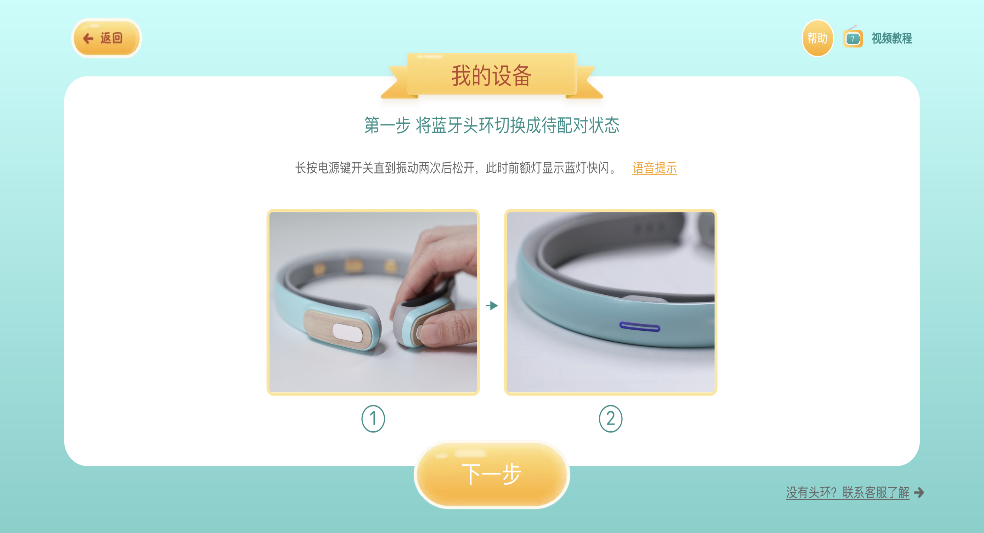 返回
帮助
视频教程
我的设备
第一步 将蓝牙头环切换成待配对状态
长按电源键开关直到振动两次后松开，此时前额灯显示蓝灯快闪。 语音提示
1
2
下一步
没有头环？联系客服了解